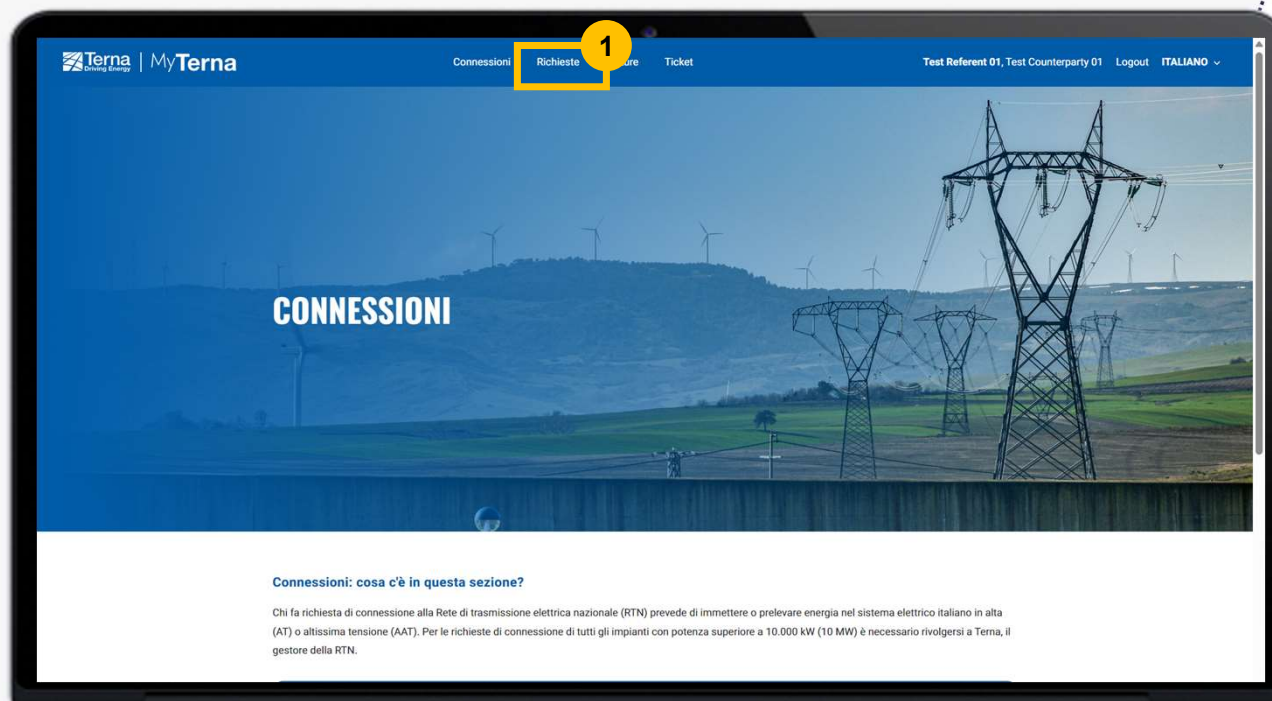 Terna
Driving Energy
MyTerna
Connessioni
Richieste
1
Ticket
Test Referent 01, Test Counterparty 01
Logout
ITALIANO
CONNESSIONI
Connessioni: cosa c'è in questa sezione?
Chi fa richiesta di connessione alla Rete di trasmissione elettrica nazionale (RTN) prevede di immettere o prelevare energia nel sistema elettrico italiano in alta
(AT) o altissima tensione (AAT). Per le richieste di connessione di tutti gli impianti con potenza superiore a 10.000 kW (10 MW) è necessario rivolgersi a Terna, il
gestore della RTN.